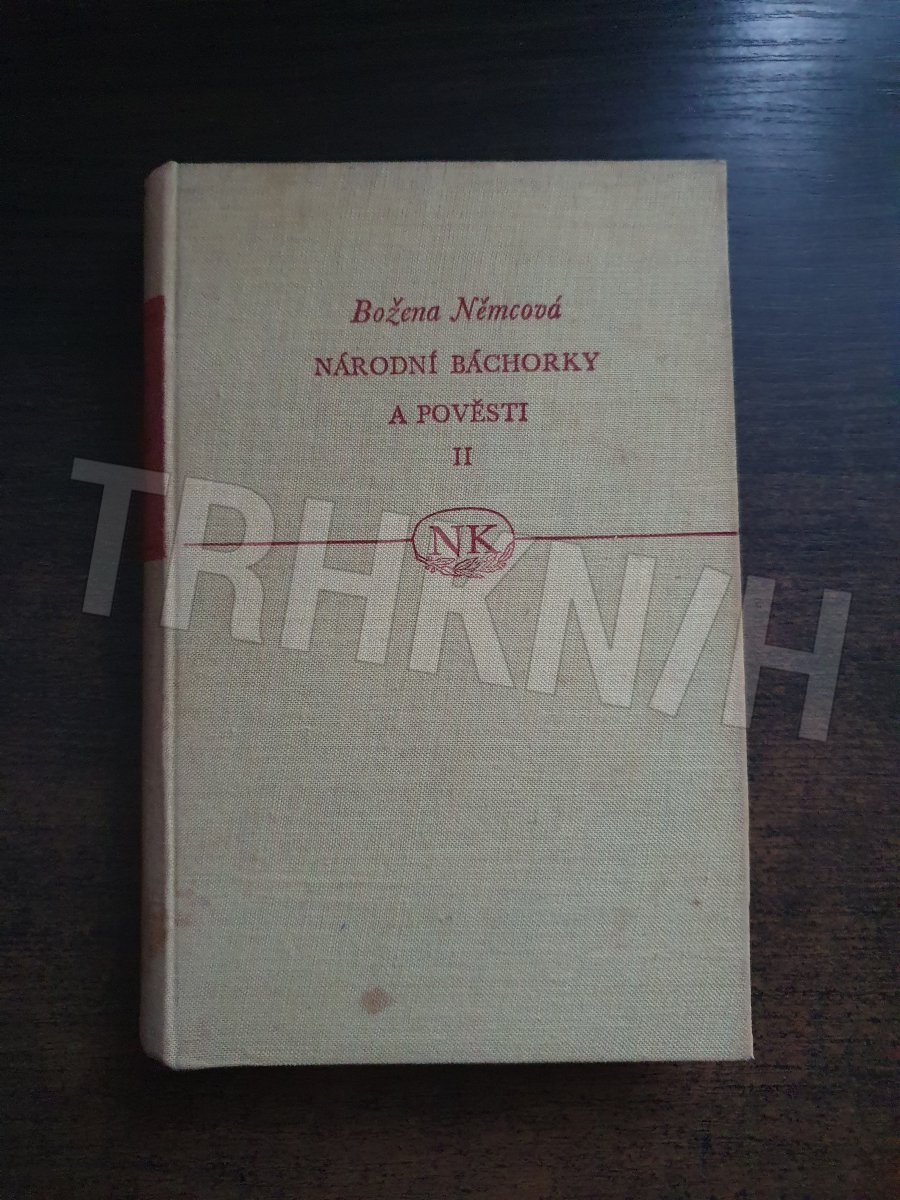 Božena Němcová
NÁRODNÍ BÁCHORKY
A POVĚSTI
II
NK
TRHKNIH